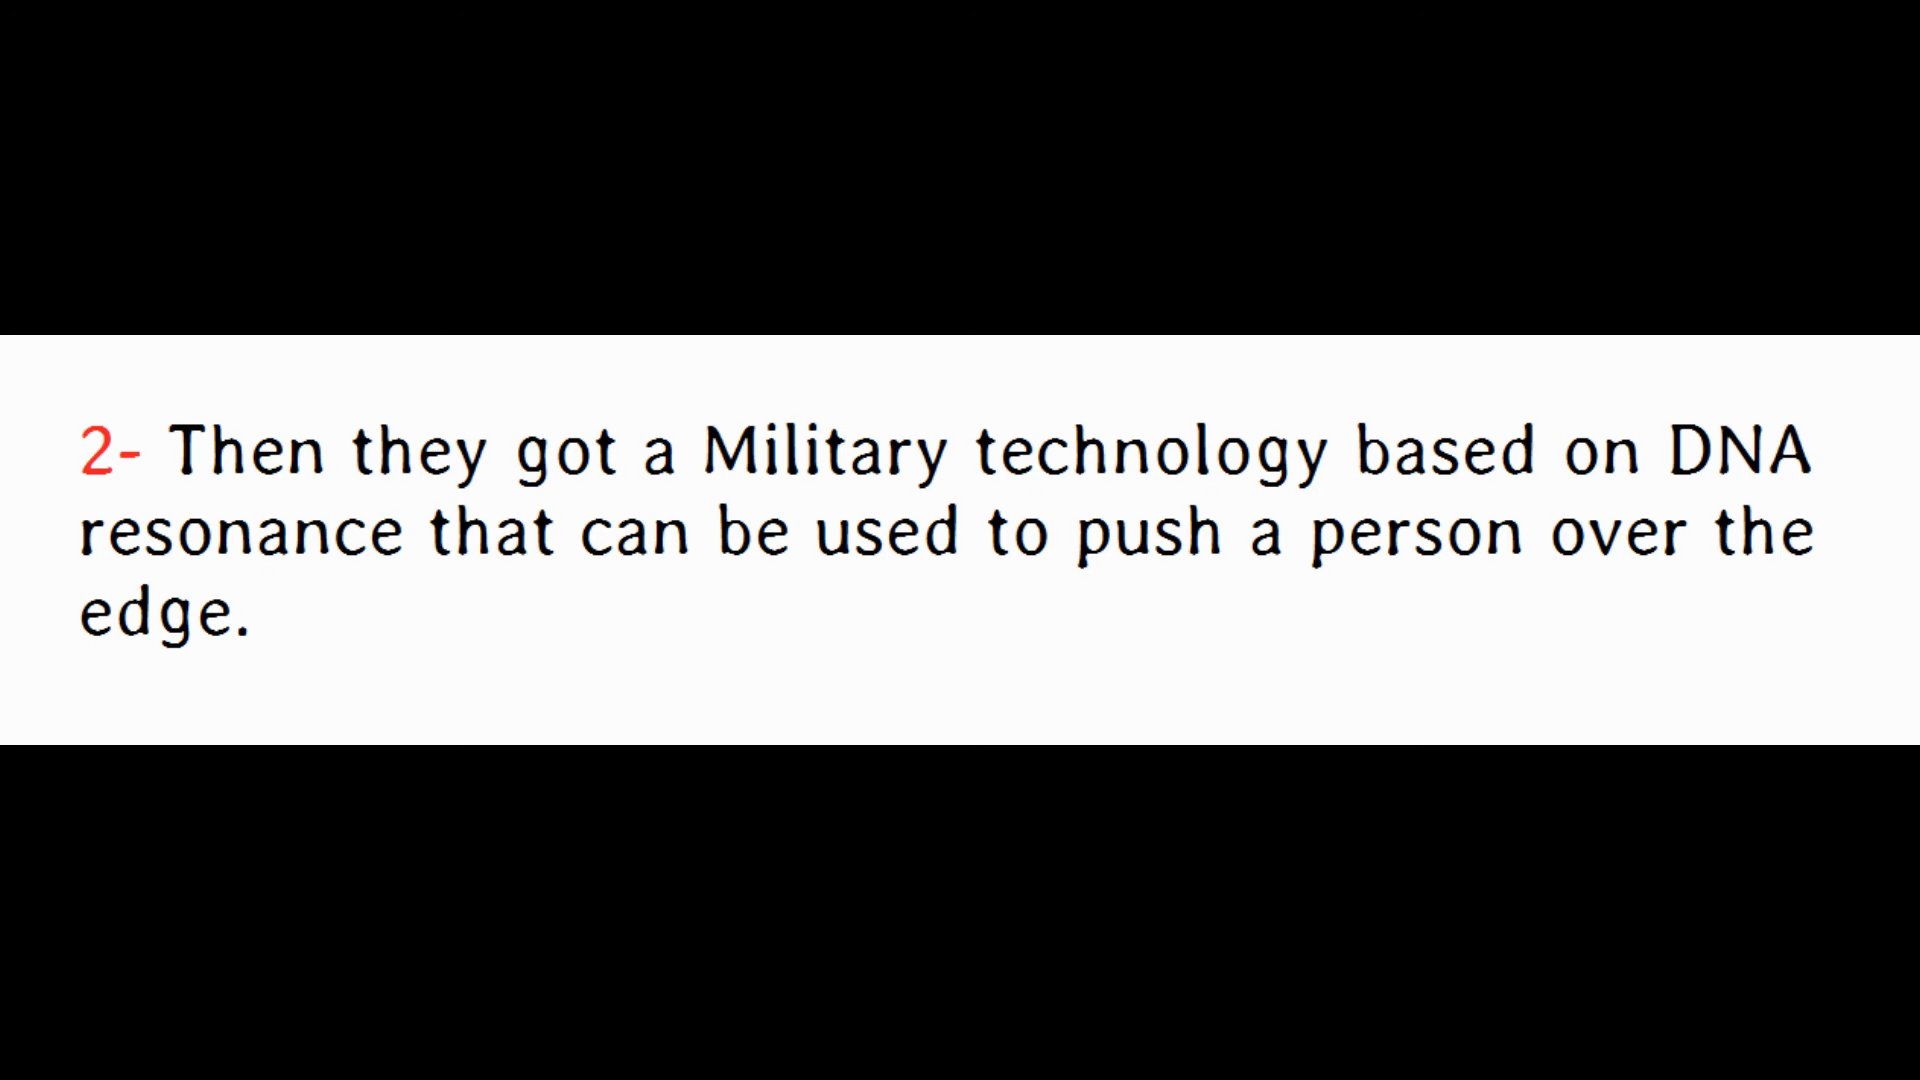 2- Then they got a Military technology based on DNA
resonance that can be used to push a person over the
edge.